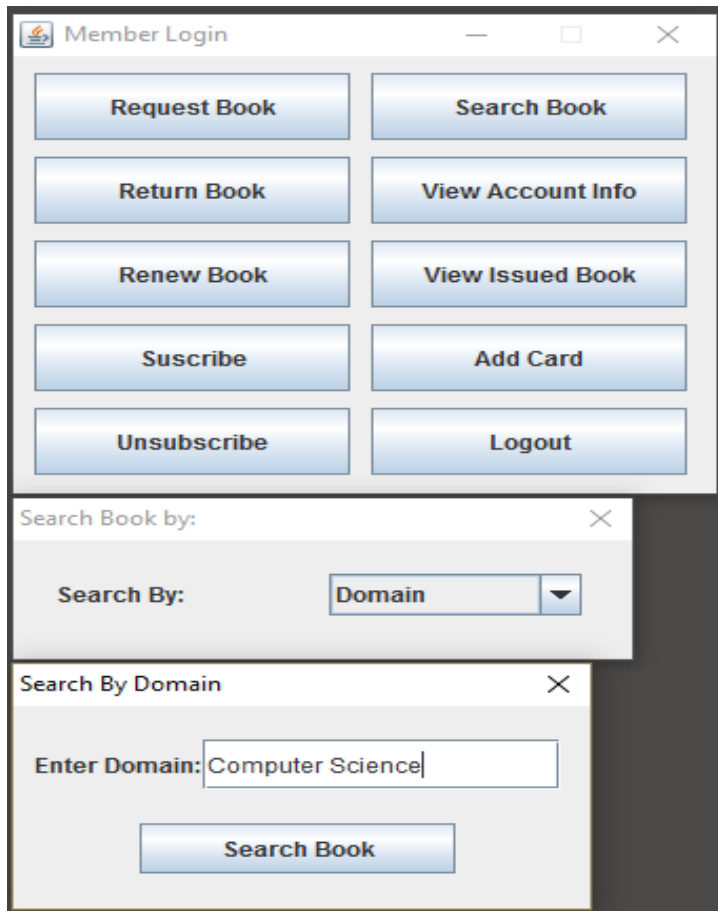 Member Login
Request Book Search Book
Return Book View Account Info
Renew Book View Issued Book
Suscribe Add Card
Unsubscribe Logout
Search Book by:
Search By: Domain
Search By Domain
Enter Domain: Computer Science
Search Book